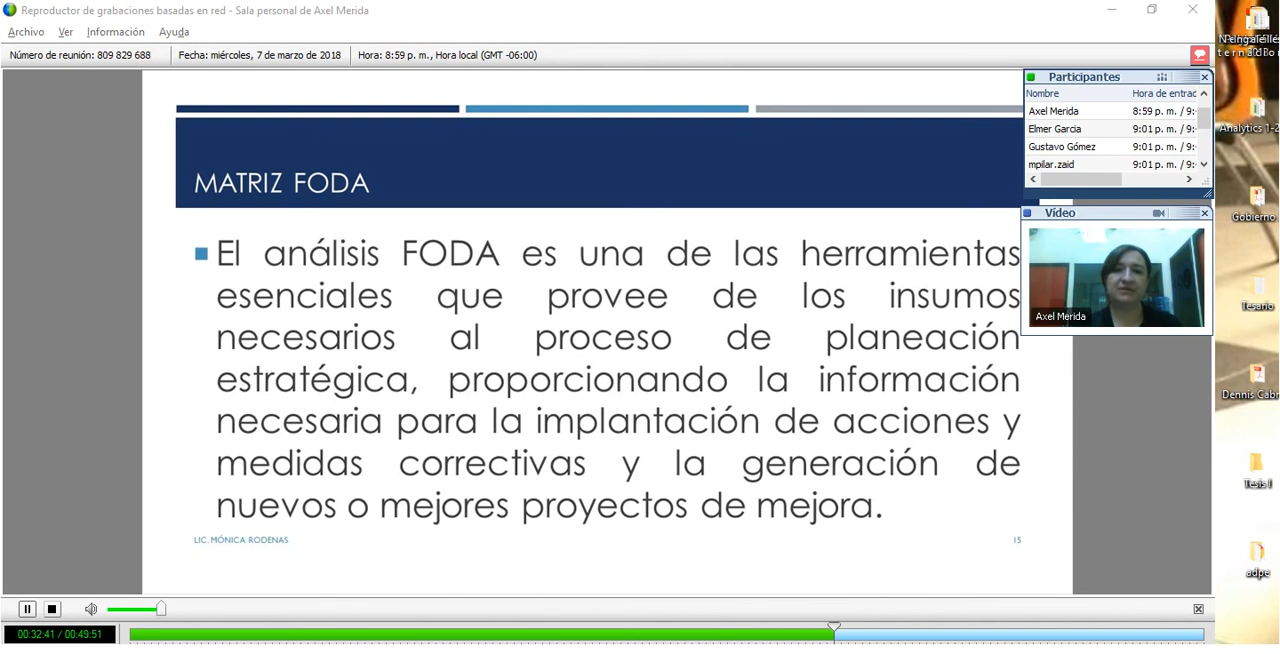 Reproductor de grabaciones basadas en red - Sala personal de Axel Merida
Archivo Ver Información Ayuda
Número de reunión: 809 829 688 Fecha: miércoles, 7 de marzo de 2018 Hora: 8:59 p. m., Hora local (GMT -06:00)
Participantes
Nombre Hora de entrac
Axel Merida 8:59 p. m. / 9:
Elmer Garcia 9:01 p. m. / 9:
Gustavo Gómez 9:01 p. m. / 9:
mpilar.zaid 9:01 p. m. / 9:
Vídeo
Axel Merida
MATRIZ FODA
El análisis FODA es una de las herramientas
esenciales que provee de los insumos
necesarios al proceso de planeación
estratégica, proporcionando la información
necesaria para la implantación de acciones y
medidas correctivas y la generación de
nuevos o mejores proyectos de mejora.
LIC. MÓNICA RODENAS 15
00:32:41 / 00:49:51
Analytics 1-2
Gobierno
Tesario
Dennis Cabr
Tesis I
adpe